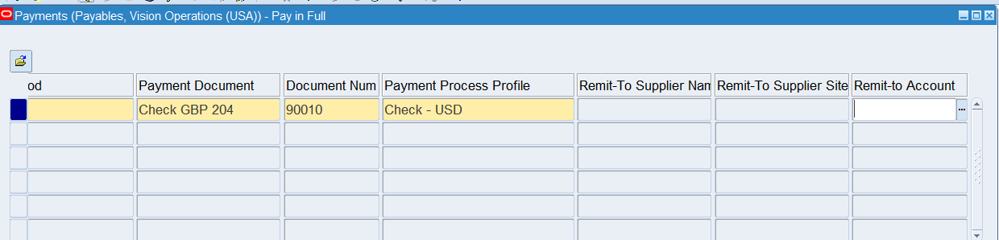 Payments (Payables, Vision Operations (USA)) - Pay in Full
od Payment Document Document Num Payment Process Profile Remit-To Supplier Nam Remit-To Supplier Site Remit-to Account
Check GBP 204 90010 Check - USD ...